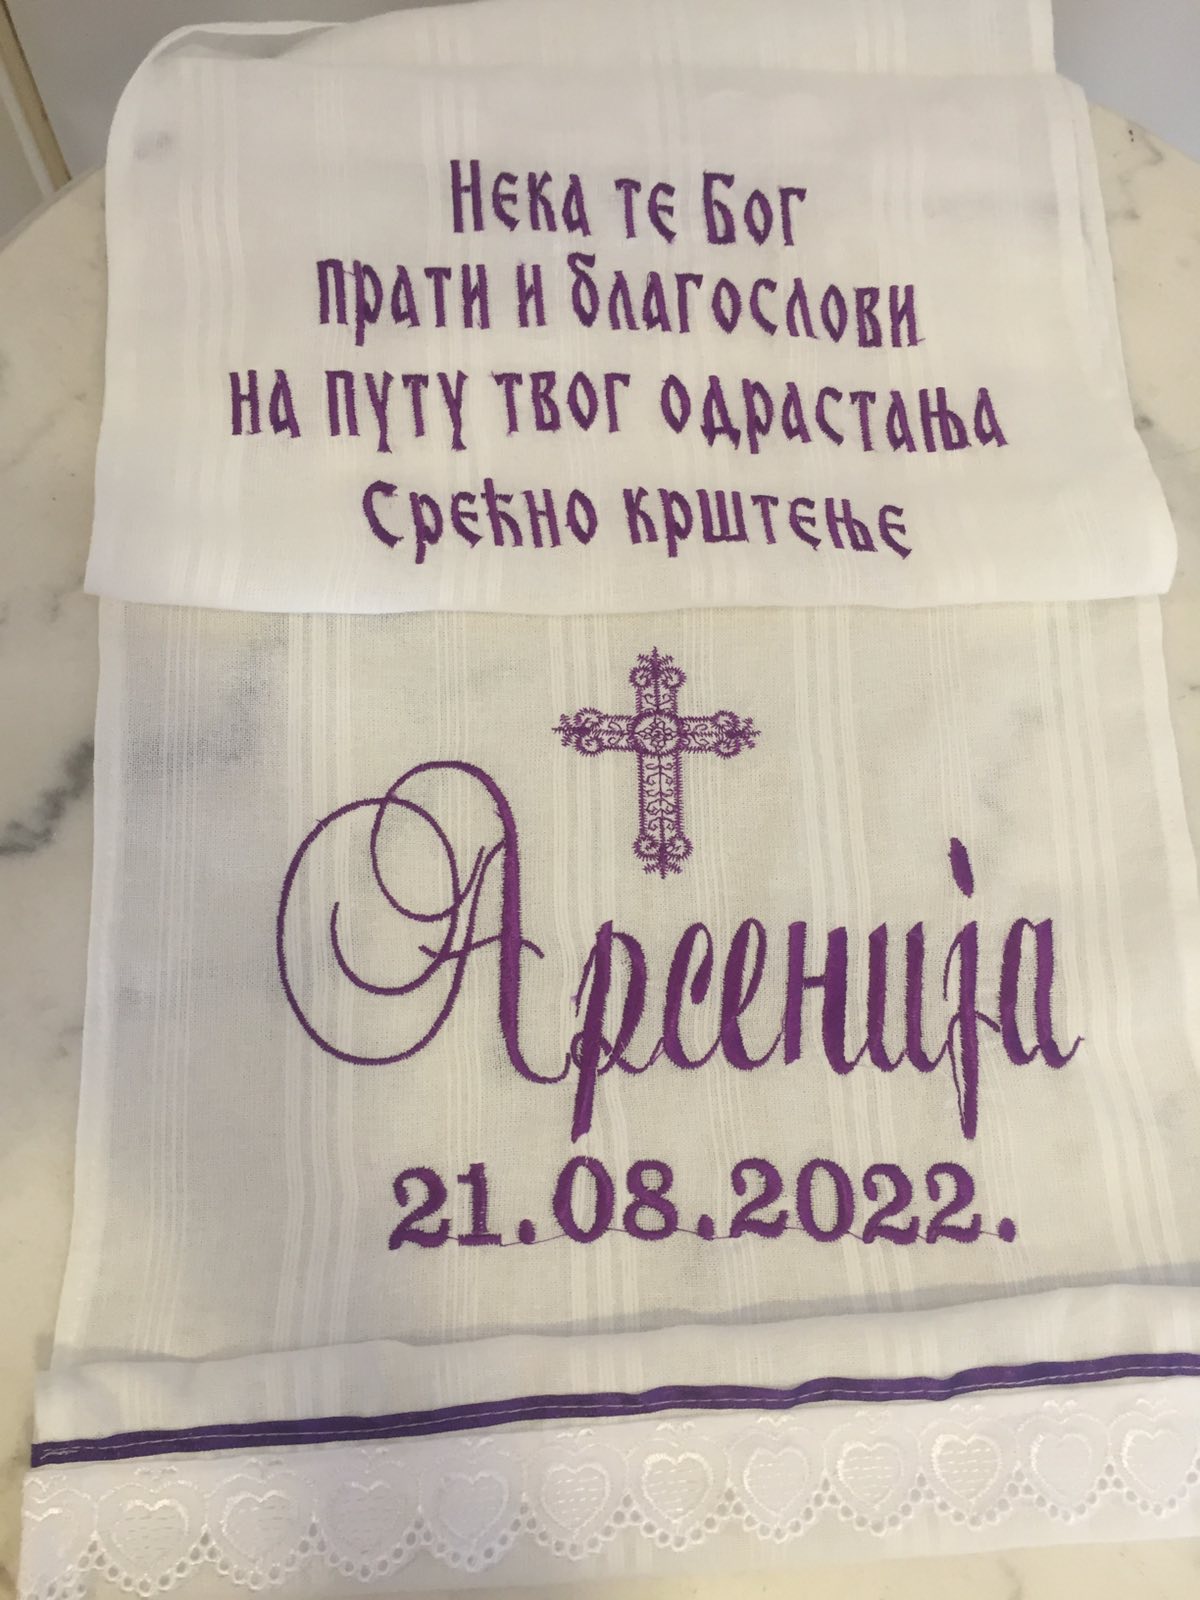 Нека те Бог
прати и благослови
на путу твог одрастања
Срећно крштење
Арсенија
21.08.2022.